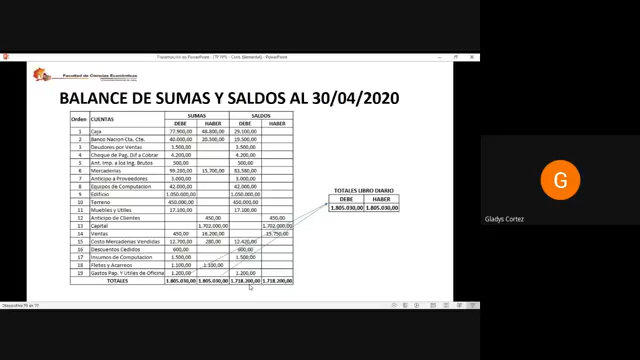 Presentación de PowerPoint - (TP Nº) - Cont. Elemental) - PowerPoint
Facultad de Ciencias Económicas
BALANCE DE SUMAS Y SALDOS AL 30/04/2020
Orden CUENTAS SUMAS SALDOS
DEBE HABER DEBE HABER
1 Caja 77.900,00 48.800,00 29.100,00
2 Banco Nacion Cta. Cte. 40.000,00 20.500,00 19.500,00
3 Deudores por Ventas 3.500,00 3.500,00
4 Cheque de Pag. Dif a Cobrar 4.200,00 4.200,00
5 Ant. Imp. a los Ing. Brutos 500,00 500,00
6 Mercaderias 99.280,00 15.700,00 83.580,00
7 Anticipo a Proveedores 3.000,00 3.000,00
8 Equipos de Computación 42.000,00 42.000,00
9 Edificio 1.050.000,00 1.050.000,00
10 Terreno 450.000,00 450.000,00
11 Muebles y Utiles 17.100,00 17.100,00
12 Anticipo de Clientes 450,00 450,00
13 Capital 1.702.000,00 1.702.000,00
14 Ventas 450,00 16.200,00 15.750,00
15 Costo Mercaderias Vendidas 12.700,00 280,00 12.420,00
16 Descuentos Cedidos 600,00 600,00
17 Insumos de Computacion 1.500,00 1.500,00
18 Fletes y Acarreos 1.100,00 1.100,00
19 Gastos Pap. Y Utiles de Oficina 1.200,00 1.200,00
TOTALES 1.805.030,00 1.805.030,00 1.718.200,00 1.718.200,00
TOTALES LIBRO DIARIO
DEBE HABER
1.805.030,00 1.805.030,00
G
Gladys Cortez